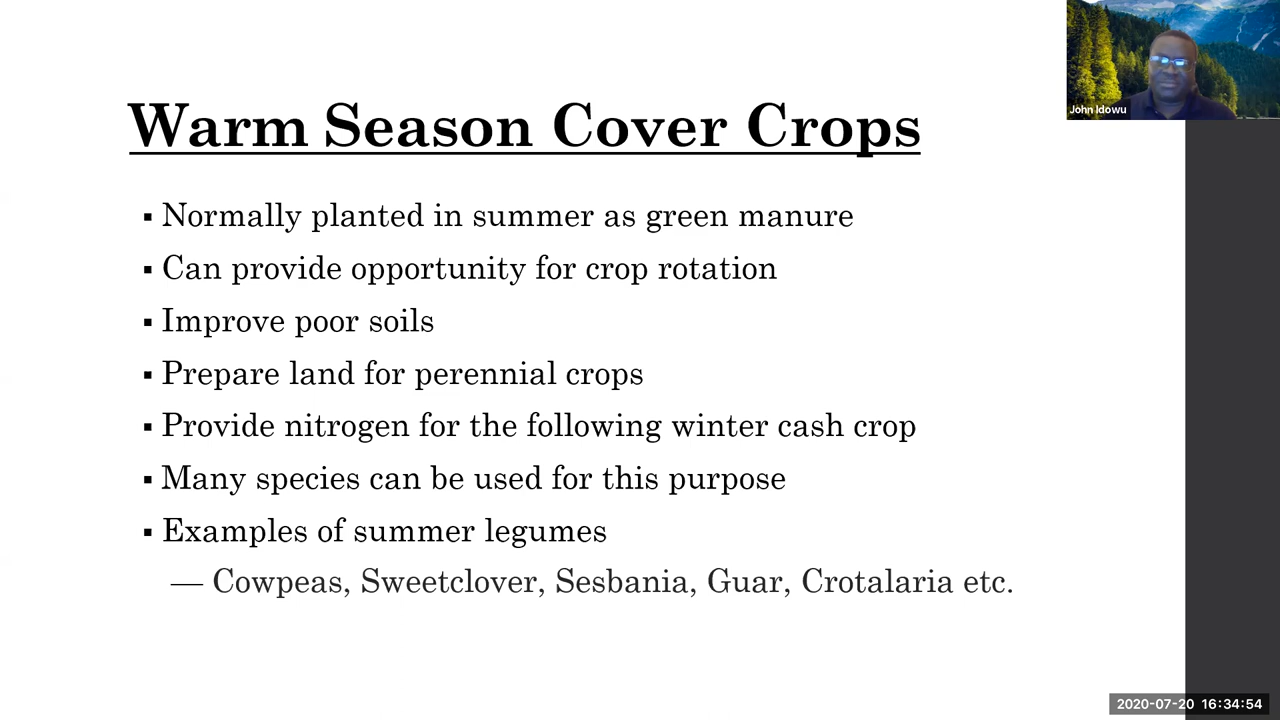 John Idowu
Warm Season Cover Crops
▪ Normally planted in summer as green manure
▪ Can provide opportunity for crop rotation
▪ Improve poor soils
▪ Prepare land for perennial crops
▪ Provide nitrogen for the following winter cash crop
▪ Many species can be used for this purpose
▪ Examples of summer legumes
— Cowpeas, Sweetclover, Sesbania, Guar, Crotalaria etc.
2020-07-20 16:34:54